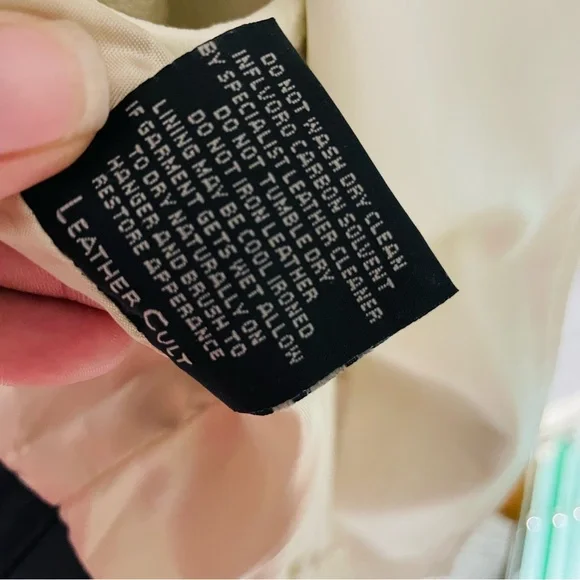 DO NOT WASH DRY CLEAN
INFLUORO CARBON SOLVENT
BY SPECIALIST LEATHER CLEANER
DO NOT TUMBLE DRY
DO NOT IRON LEATHER
LINING MAY BE COOL IRONED
IF GARMENT GETS WET ALLOW
TO DRY NATURALLY ON
HANGER AND BRUSH TO
RESTORE APPERANCE
LEATHER CULT